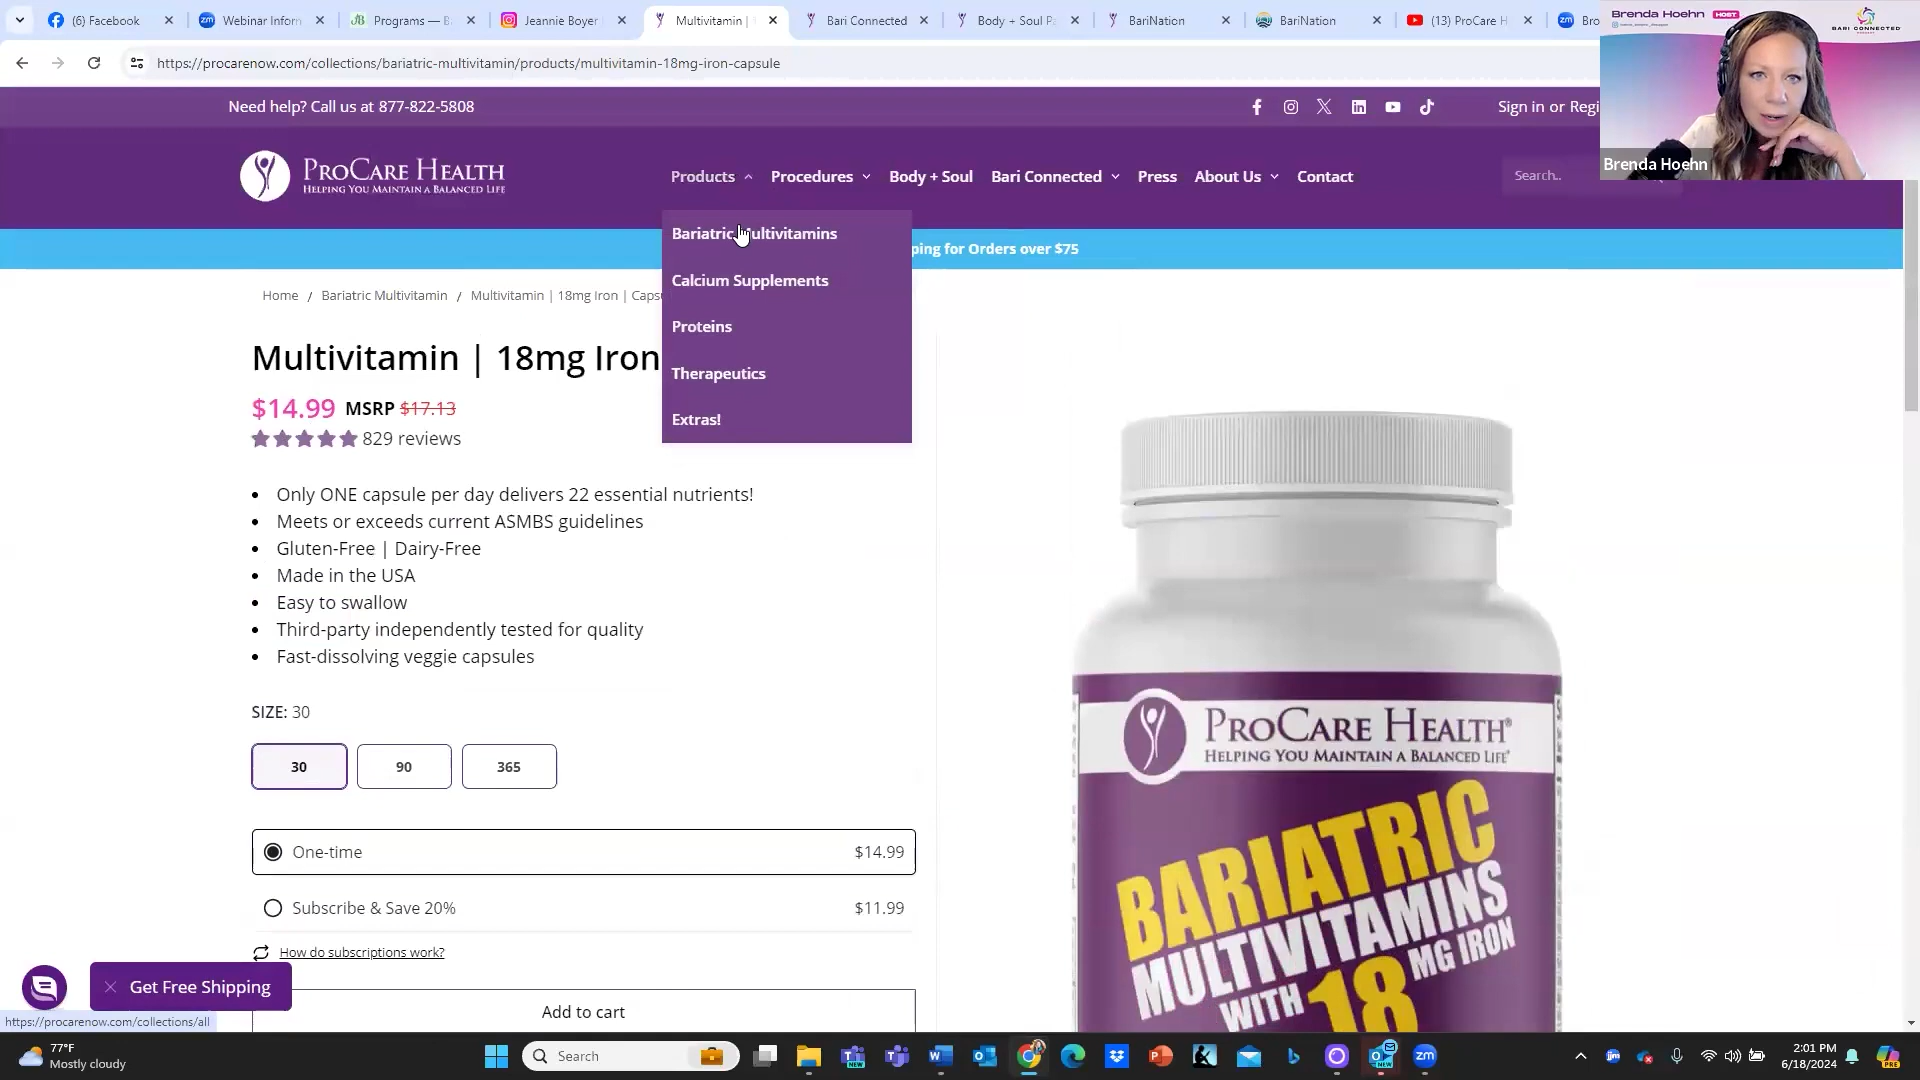 (6) Facebook
Webinar Inform
Programs — B
Jeannie Boyer
Multivitamin |
Bari Connected
Body + Soul Pa
BariNation
BariNation
(13) ProCare H
Bro
https://procarenow.com/collections/bariatric-multivitamin/products/multivitamin-18mg-iron-capsule
Brenda Hoehn HOST
BARI CONNECTED
Brenda Hoehn
Need help? Call us at 877-822-5808
Sign in or Regi
PROCARE HEALTH
HELPING YOU MAINTAIN A BALANCED LIFE
Products
Procedures
Body + Soul
Bari Connected
Press
About Us
Contact
Search..
Bariatric Multivitamins
Calcium Supplements
Proteins
Therapeutics
Extras!
ping for Orders over $75
Home / Bariatric Multivitamin / Multivitamin | 18mg Iron | Caps
Multivitamin | 18mg Iron
$14.99 MSRP $17.13
829 reviews
• Only ONE capsule per day delivers 22 essential nutrients!
• Meets or exceeds current ASMBS guidelines
• Gluten-Free | Dairy-Free
• Made in the USA
• Easy to swallow
• Third-party independently tested for quality
• Fast-dissolving veggie capsules
SIZE: 30
30
90
365
One-time $14.99
Subscribe & Save 20% $11.99
How do subscriptions work?
Get Free Shipping
Add to cart
https://procarenow.com/collections/all
PROCARE HEALTH®
HELPING YOU MAINTAIN A BALANCED LIFE®
BARIATRIC
MULTIVITAMINS
WITH 18 MG IRON
77°F
Mostly cloudy
Search
2:01 PM
6/18/2024